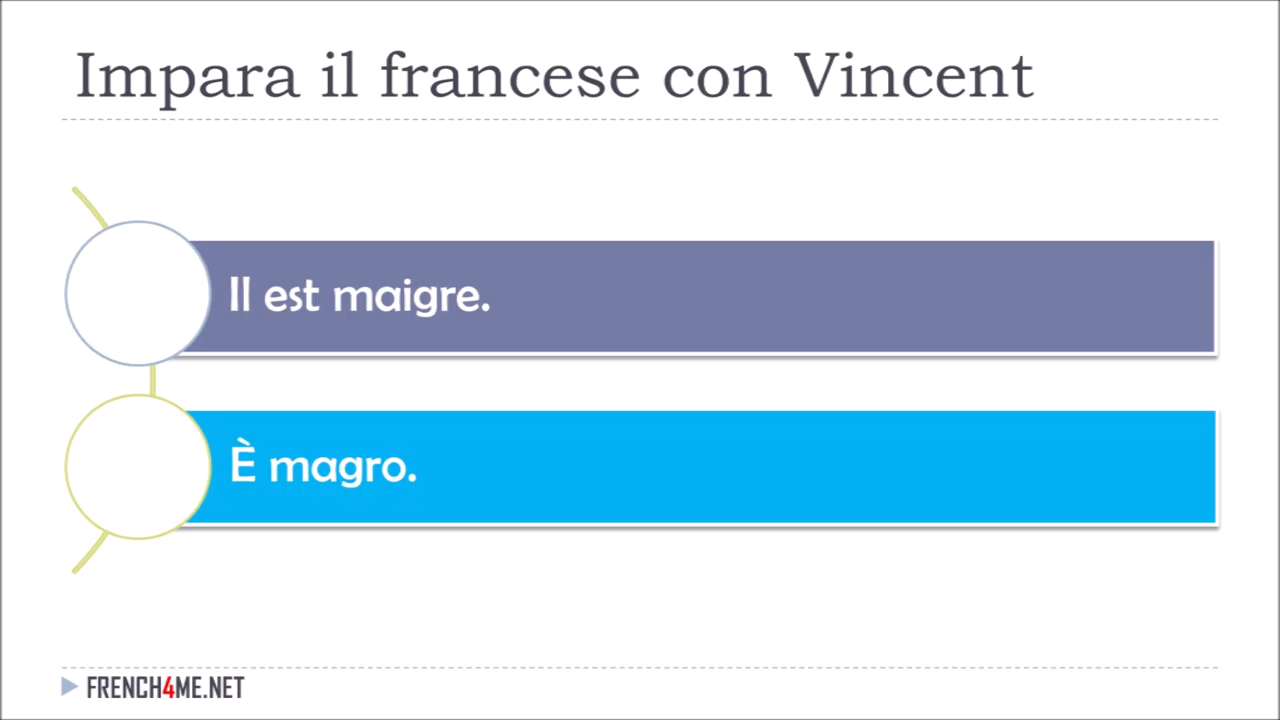 Impara il francese con Vincent
Il est maigre.
È magro.
FRENCH4ME.NET